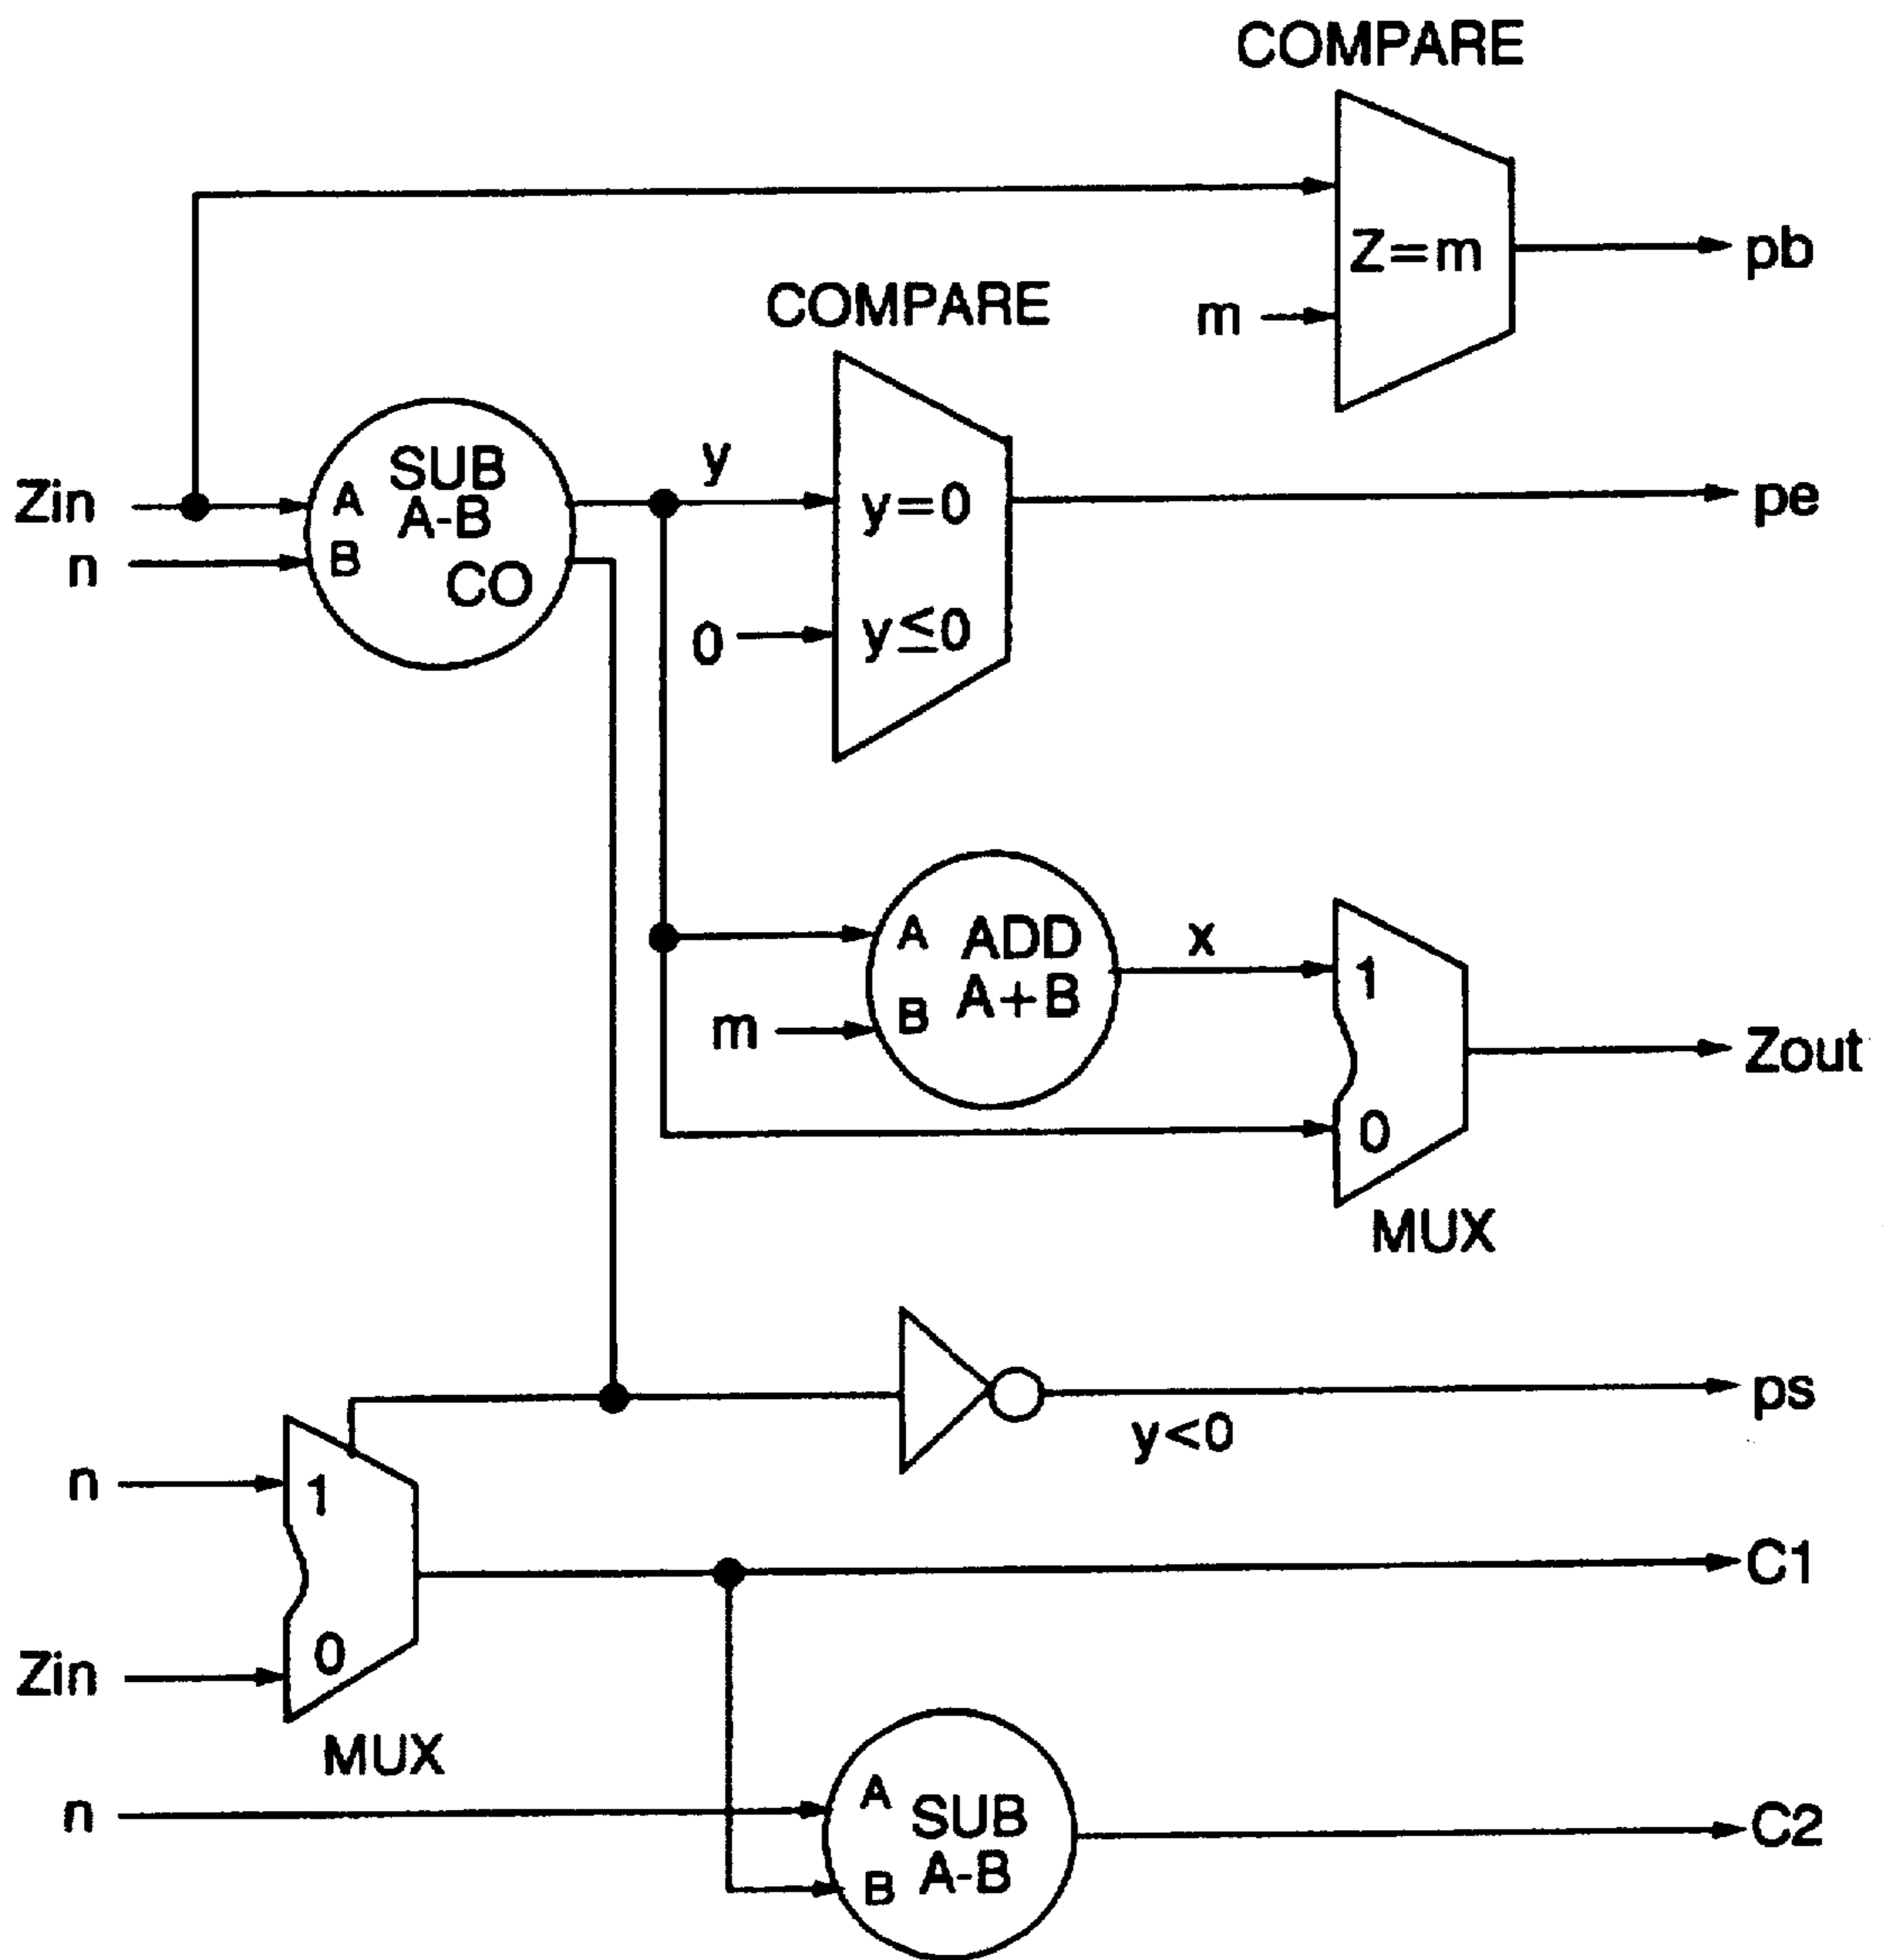 COMPARE
Z=m
pb
m
COMPARE
y
y=0
pe
Zin
n
A
SUB
A-B
B
CO
0
y≤0
A
ADD
A+B
B
x
m
1
0
Zout
MUX
ps
y<0
n
1
C1
Zin
0
MUX
n
A
SUB
A-B
B
C2